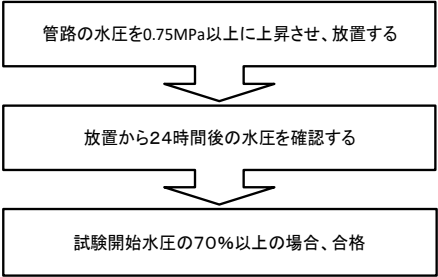 管路の水圧を0.75MPa以上に上昇させ、放置する
放置から２４時間後の水圧を確認する
試験開始水圧の７０％以上の場合、合格